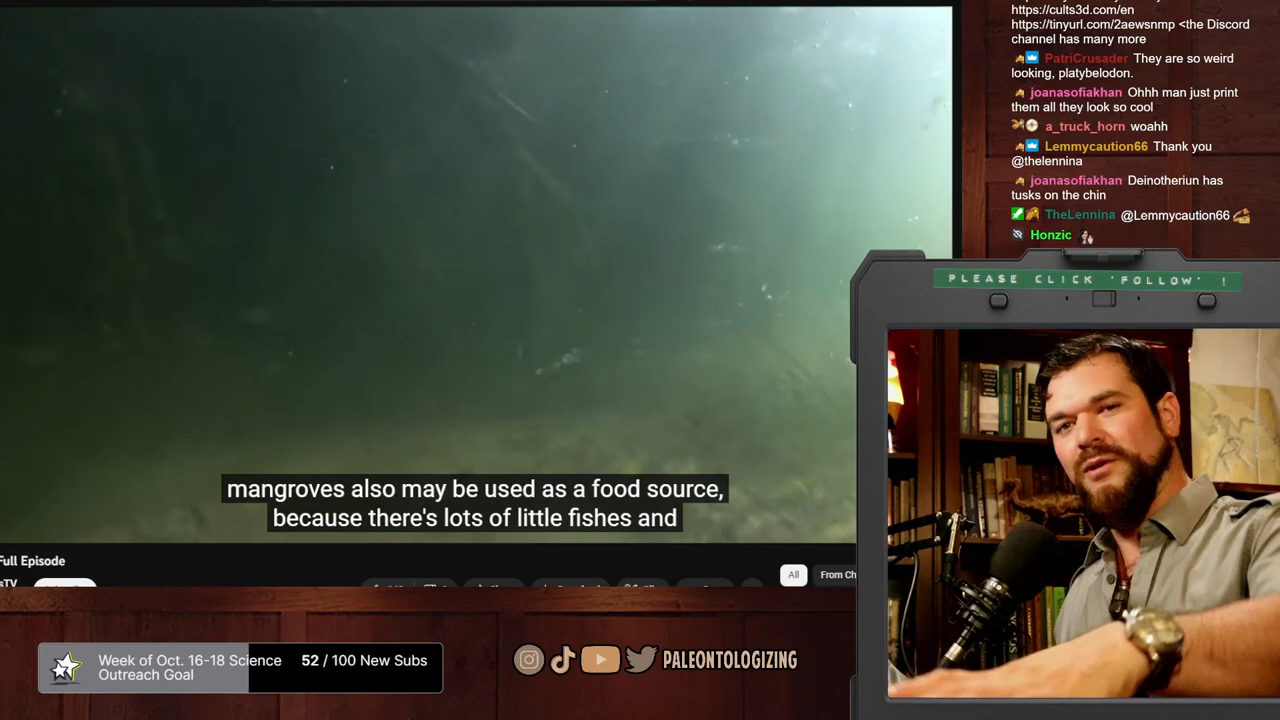 https://cults3d.com/en
https://tinyurl.com/2aewsnmp <the Discord
channel has many more
PatriCrusader They are so weird
looking, platybelodon.
joanasofiakhan Ohhh man just print
them all they look so cool
a_truck_horn woahh
Lemmycaution66 Thank you
@thelennina
joanasofiakhan Deinotheriun has
tusks on the chin
TheLennina @Lemmycaution66
Honzic
PLEASE CLICK "FOLLOW" !
mangroves also may be used as a food source,
because there's lots of little fishes and
Full Episode
All
From Ch
Week of Oct. 16-18 Science
Outreach Goal
52 / 100 New Subs
PALEONTOLOGIZING